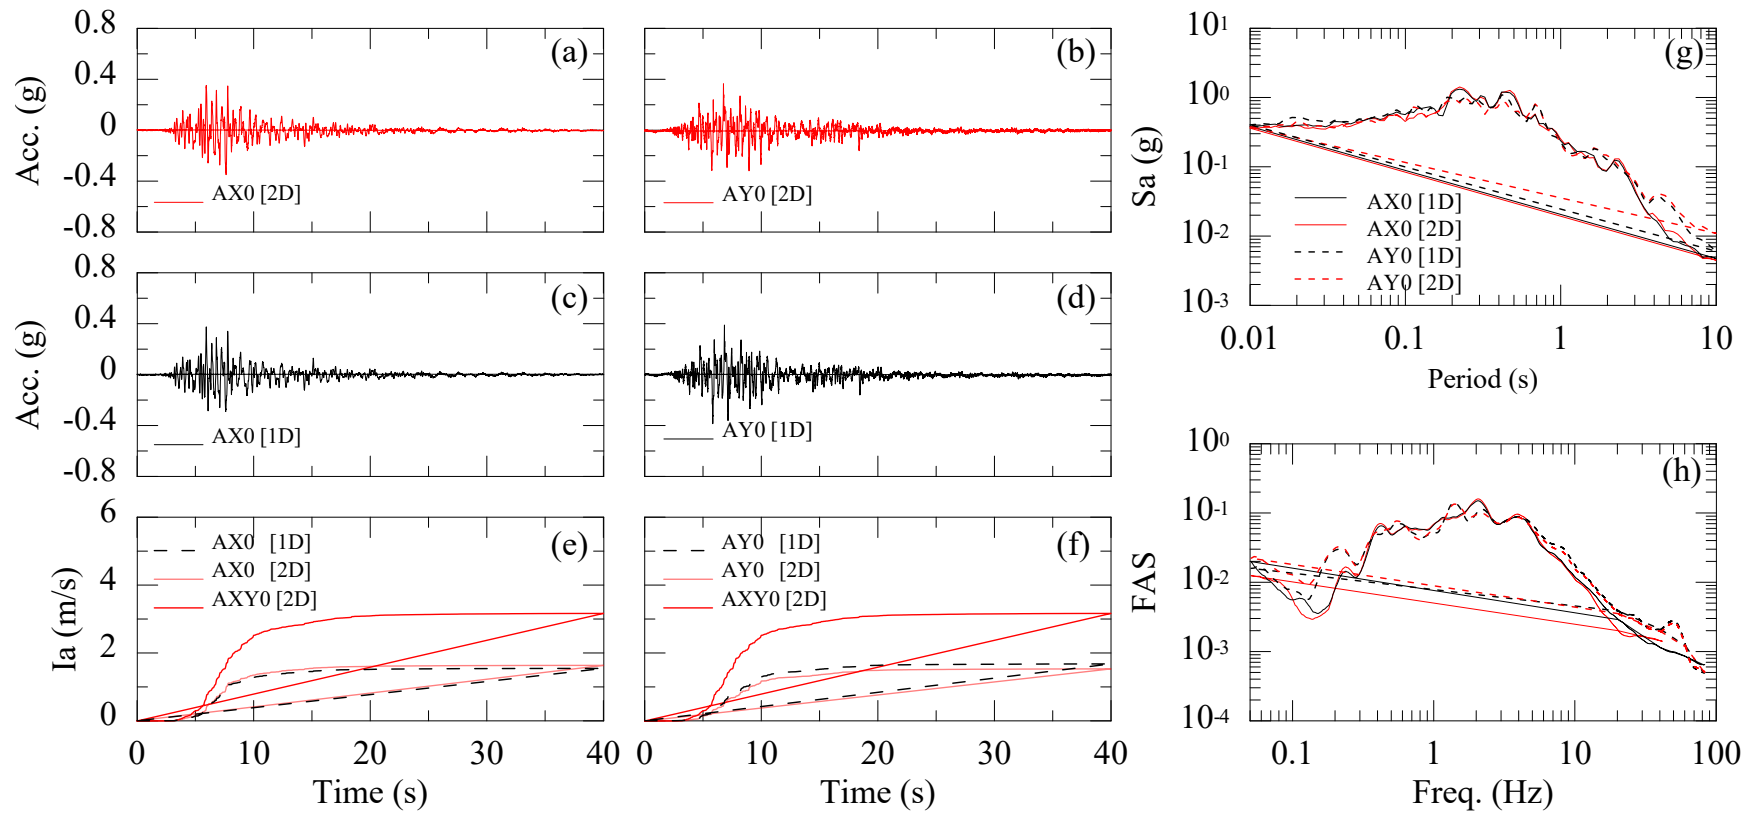 0.8
0.4
0
-0.4
-0.8
Acc. (g)
(a)
AX0 [2D]
(b)
AY0 [2D]
0.8
0.4
0
-0.4
-0.8
Acc. (g)
(c)
AX0 [1D]
(d)
AY0 [1D]
6
4
2
0
Ia (m/s)
(e)
AX0 [1D]
AX0 [2D]
AXY0 [2D]
0 10 20 30 40
Time (s)
(f)
AY0 [1D]
AY0 [2D]
AXY0 [2D]
0 10 20 30 40
Time (s)
10¹
10⁰
10⁻¹
10⁻²
10⁻³
Sa (g)
(g)
AX0 [1D]
AX0 [2D]
AY0 [1D]
AY0 [2D]
0.01 0.1 1 10
Period (s)
10⁰
10⁻¹
10⁻²
10⁻³
10⁻⁴
FAS
(h)
0.1 1 10 100
Freq. (Hz)